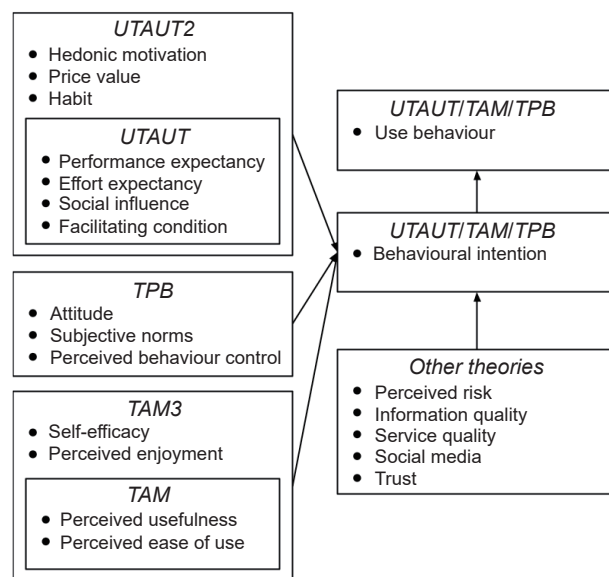 UTAUT2
• Hedonic motivation
• Price value
• Habit
UTAUT
• Performance expectancy
• Effort expectancy
• Social influence
• Facilitating condition
TPB
• Attitude
• Subjective norms
• Perceived behaviour control
TAM3
• Self-efficacy
• Perceived enjoyment
TAM
• Perceived usefulness
• Perceived ease of use
UTAUT/TAM/TPB
• Use behaviour
UTAUT/TAM/TPB
• Behavioural intention
Other theories
• Perceived risk
• Information quality
• Service quality
• Social media
• Trust